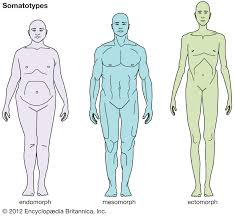 Somatotypes
endomorph
mesomorph
ectomorph
© 2012 Encyclopædia Britannica, Inc.